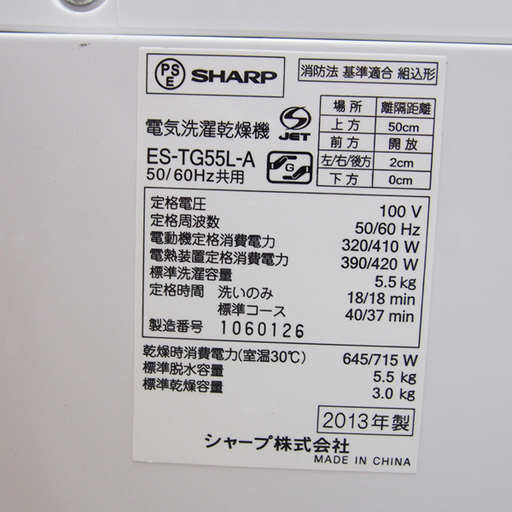 PSE SHARP
消防法 基準適合 組込形
電気洗濯乾燥機
JET
ES-TG55L-A
50/60Hz共用
G
場所 離隔距離
上方 50cm
前方 開放
左/右/後方 2cm
下方 0cm
定格電圧 100 V
定格周波数 50/60 Hz
電動機定格消費電力 320/410 W
電熱装置定格消費電力 390/420 W
標準洗濯容量 5.5 kg
定格時間 洗いのみ 18/18 min
標準コース 40/37 min
製造番号 1060126
乾燥時消費電力(室温30℃) 645/715 W
標準脱水容量 5.5 kg
標準乾燥容量 3.0 kg
2013年製
シャープ株式会社
MADE IN CHINA